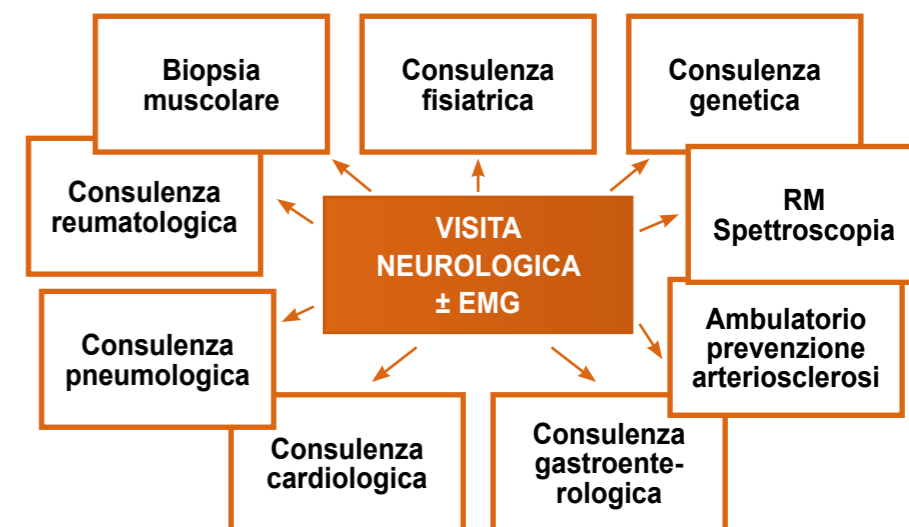 Biopsia
muscolare
Consulenza
fisiatrica
Consulenza
genetica
Consulenza
reumatologica
VISITA
NEUROLOGICA
± EMG
RM
Spettroscopia
Consulenza
pneumologica
Ambulatorio
prevenzione
arteriosclerosi
Consulenza
cardiologica
Consulenza
gastroente-
rologica